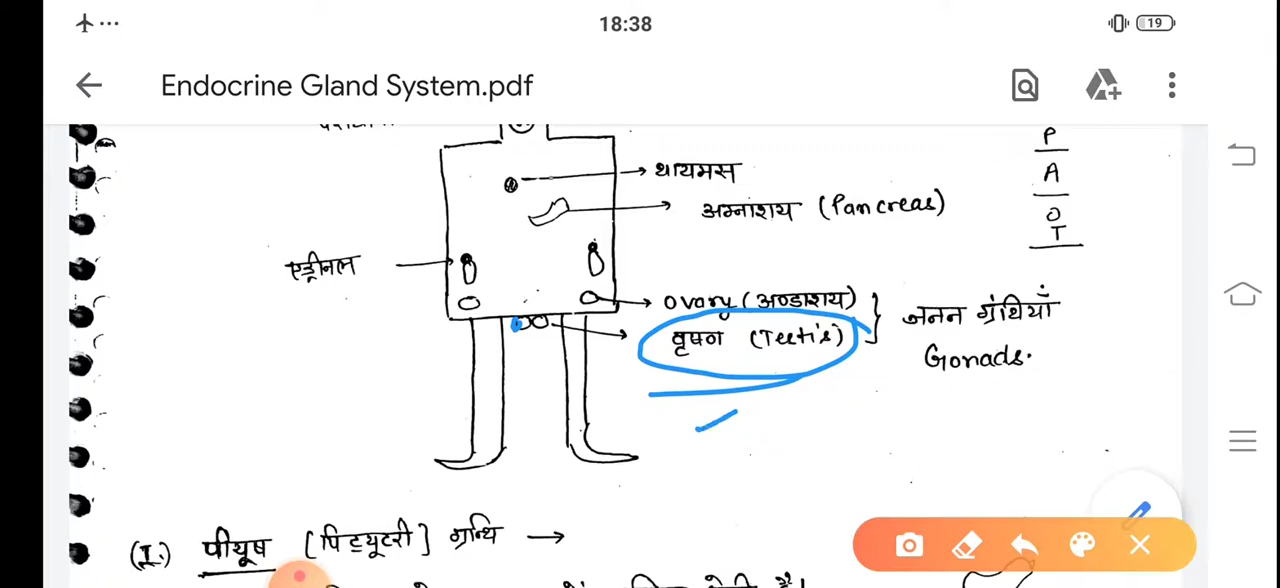 18:38
19
Endocrine Gland System.pdf
P
A
O
T
थायमस
अग्नाशय (Pancreas)
एड्रीनल
Ovary (अण्डाशय)
वृषण (Testis)
जनन ग्रंथियाँ
Gonads.
(I.) पीयूष [पिट्यूटरी] ग्रन्थि →